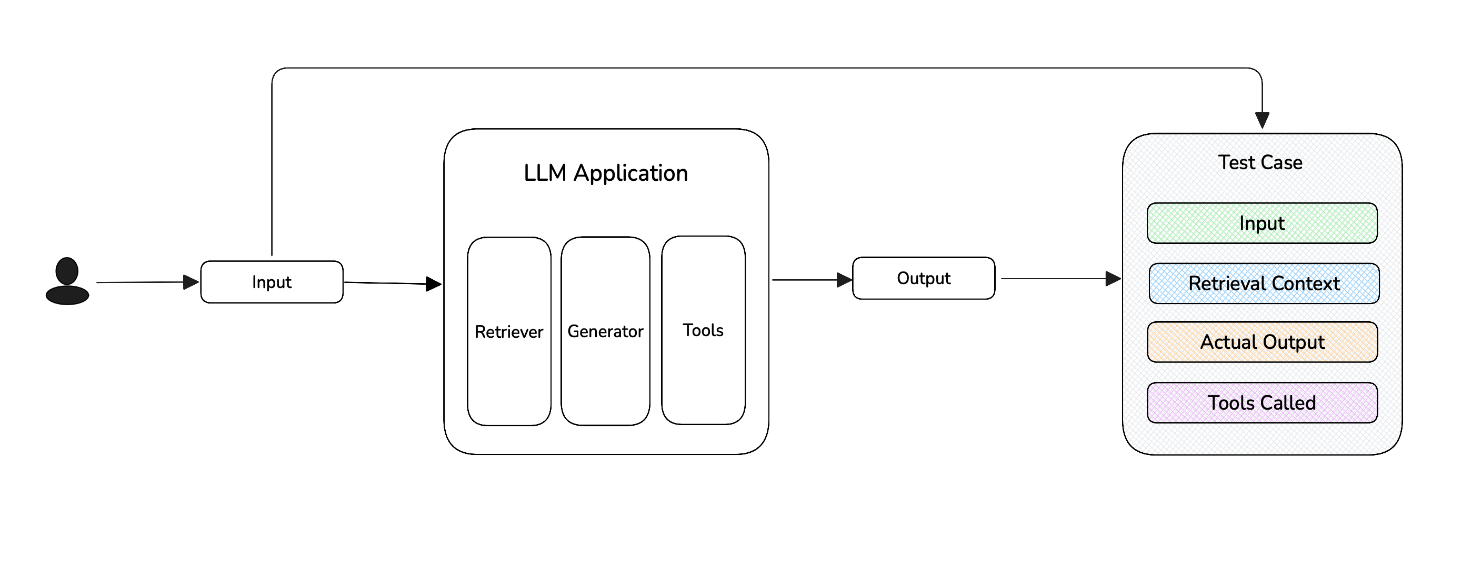 Input
LLM Application
Retriever
Generator
Tools
Output
Test Case
Input
Retrieval Context
Actual Output
Tools Called